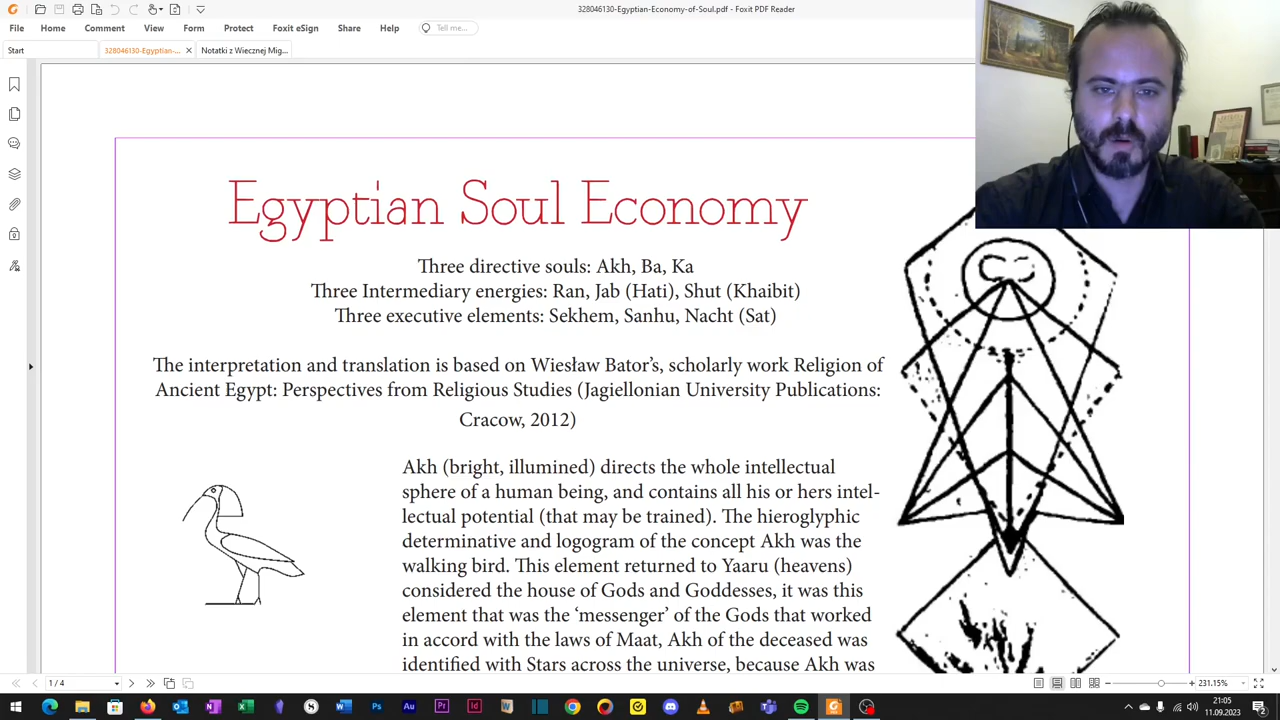 328046130-Egyptian-Economy-of-Soul.pdf - Foxit PDF Reader
File Home Comment View Form Protect Foxit eSign Share Help Tell me...
Start 328046130-Egyptian-... Notatki z Wiecznej Mig...
Egyptian Soul Economy
Three directive souls: Akh, Ba, Ka
Three Intermediary energies: Ran, Jab (Hati), Shut (Khaibit)
Three executive elements: Sekhem, Sanhu, Nacht (Sat)
The interpretation and translation is based on Wiesław Bator’s, scholarly work Religion of
Ancient Egypt: Perspectives from Religious Studies (Jagiellonian University Publications:
Cracow, 2012)
Akh (bright, illumined) directs the whole intellectual
sphere of a human being, and contains all his or hers intel-
lectual potential (that may be trained). The hieroglyphic
determinative and logogram of the concept Akh was the
walking bird. This element returned to Yaaru (heavens)
considered the house of Gods and Goddesses, it was this
element that was the ‘messenger’ of the Gods that worked
in accord with the laws of Maat, Akh of the deceased was
identified with Stars across the universe, because Akh was
1 / 4
231.15%
21:05
11.09.2023